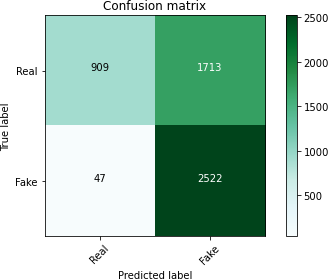 Confusion matrix
Real 909 1713
Fake 47 2522
Real Fake
Predicted label
True label
2500
2000
1500
1000
500